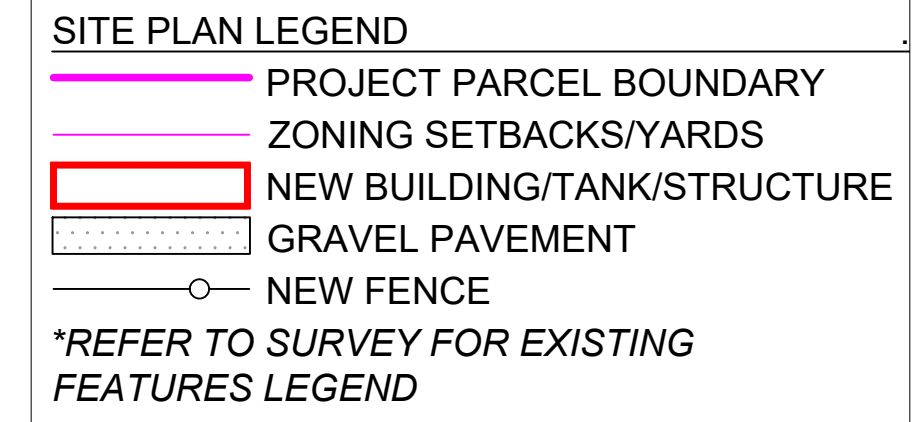 SITE PLAN LEGEND .
PROJECT PARCEL BOUNDARY
ZONING SETBACKS/YARDS
NEW BUILDING/TANK/STRUCTURE
GRAVEL PAVEMENT
NEW FENCE
*REFER TO SURVEY FOR EXISTING
FEATURES LEGEND